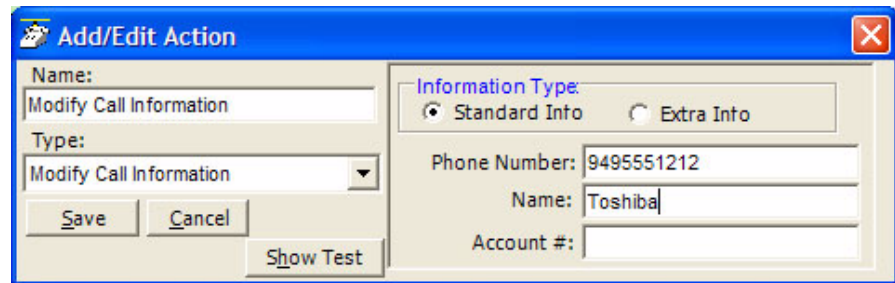 Add/Edit Action
Name:
Modify Call Information
Type:
Modify Call Information
Save Cancel
Show Test
Information Type:
Standard Info Extra Info
Phone Number: 9495551212
Name: Toshiba
Account #: